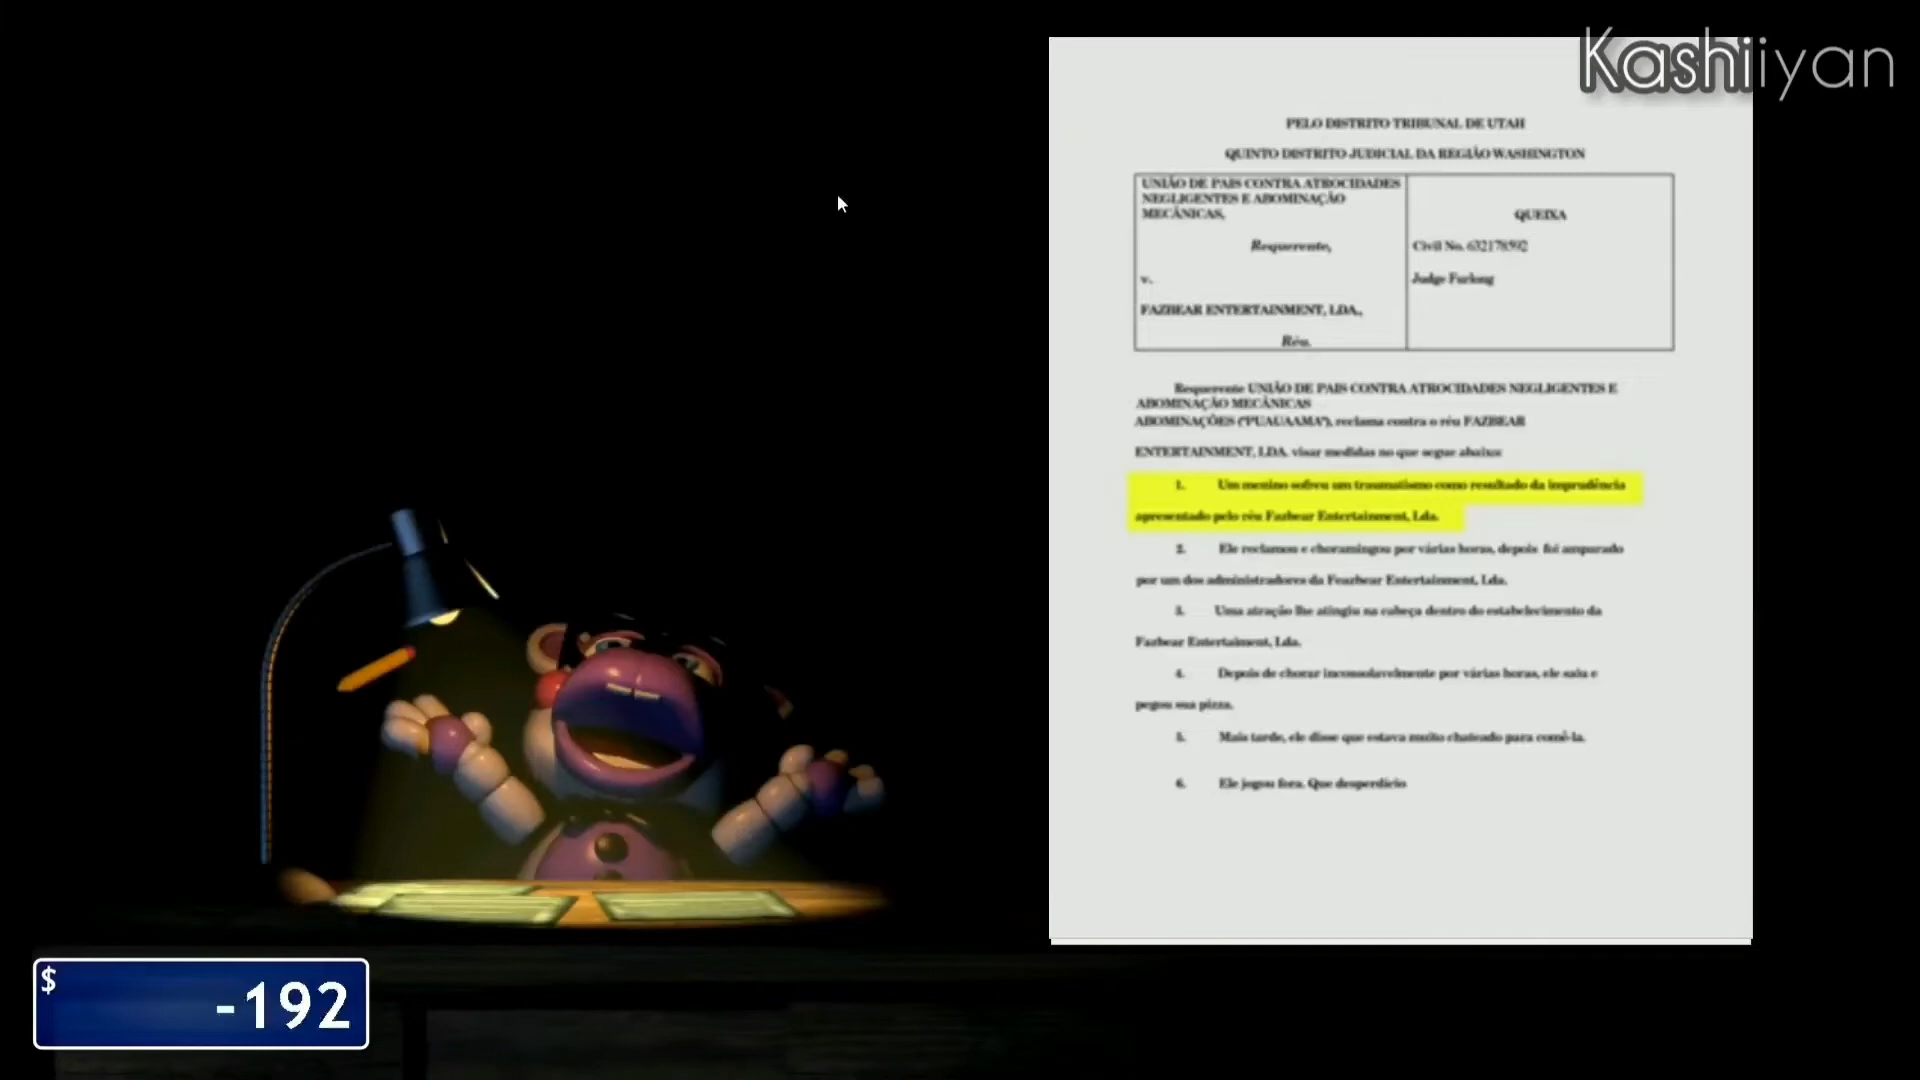 Kashiiyan
PELO DISTRITO TRIBUNAL DE UTAH
QUINTO DISTRITO JUDICIAL DA REGIÃO WASHINGTON
UNIÃO DE PAIS CONTRA ATROCIDADES
NEGLIGENTES E ABOMINAÇÃO
MECÂNICAS,
Requerente,
v.
FAZBEAR ENTERTAINMENT, LDA.,
Réu.
QUEIXA
Civil No. 632178592
Judge Furlong
Requerente UNIÃO DE PAIS CONTRA ATROCIDADES NEGLIGENTES E
ABOMINAÇÃO MECÂNICAS
ABOMINAÇÕES ("PUAUAAMA"), reclama contra o réu FAZBEAR
ENTERTAINMENT, LDA. visar medidas no que segue abaixo:
1. Um menino sofreu um traumatismo como resultado da imprudência
apresentado pelo réu Fazbear Entertainment, Lda.
2. Ele reclamou e choramingou por várias horas, depois foi amparado
por um dos administradores da Feazbear Entertainment, Lda.
3. Uma atração lhe atingiu na cabeça dentro do estabelecimento da
Fazbear Entertaiment, Lda.
4. Depois de chorar inconsolavelmente por várias horas, ele saiu e
pegou sua pizza.
5. Mais tarde, ele disse que estava muito chateado para comê-la.
6. Ele jogou fora. Que desperdício
$ -192